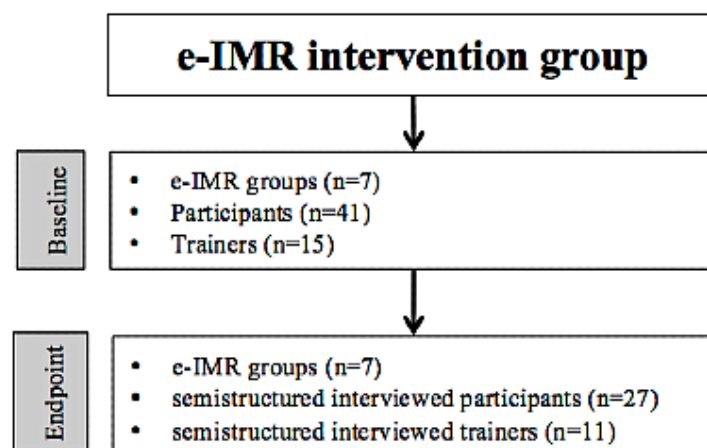 e-IMR intervention group
Baseline
• e-IMR groups (n=7)
• Participants (n=41)
• Trainers (n=15)
Endpoint
• e-IMR groups (n=7)
• semistructured interviewed participants (n=27)
• semistructured interviewed trainers (n=11)